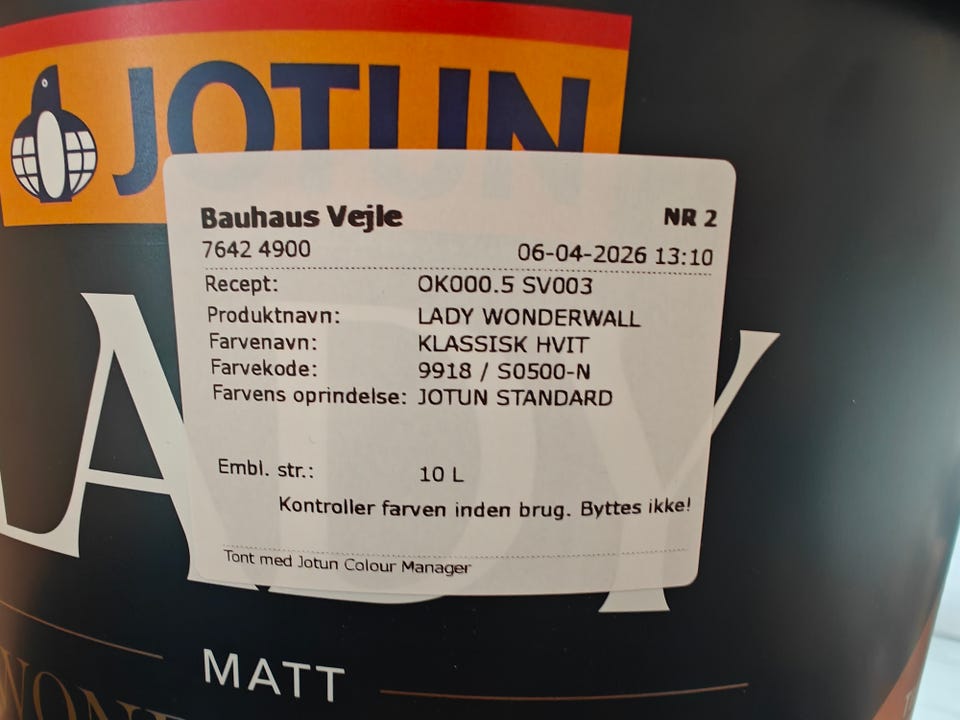 JOTUN
Bauhaus Vejle NR 2
7642 4900 06-04-2026 13:10
Recept: OK000.5 SV003
Produktnavn: LADY WONDERWALL
Farvenavn: KLASSISK HVIT
Farvekode: 9918 / S0500-N
Farvens oprindelse: JOTUN STANDARD
Embl. str.: 10 L
Kontroller farven inden brug. Byttes ikke!
Tont med Jotun Colour Manager
LADY
MATT